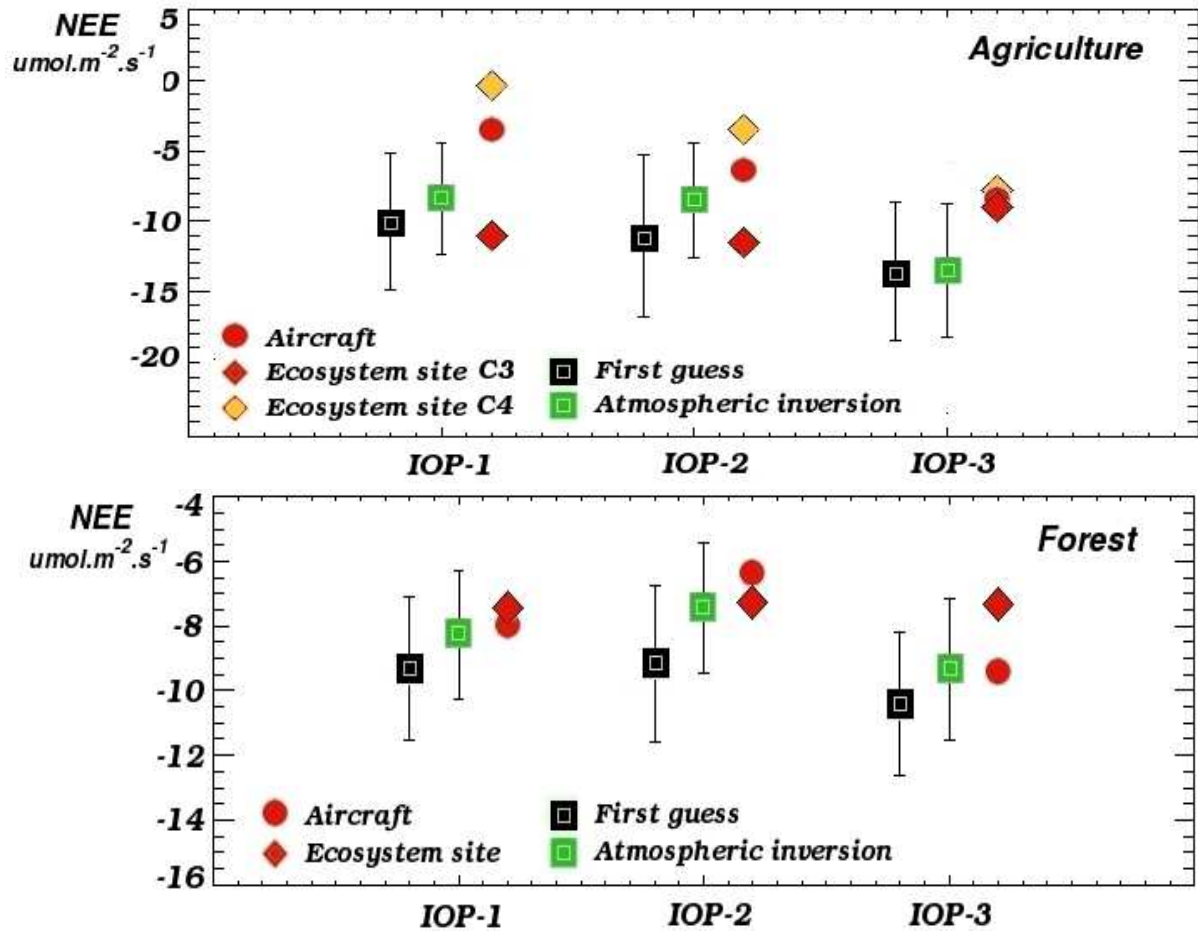 NEE
umol.m⁻².s⁻¹
Agriculture
5
0
-5
-10
-15
-20
Aircraft
Ecosystem site C3
Ecosystem site C4
First guess
Atmospheric inversion
IOP-1 IOP-2 IOP-3
NEE
umol.m⁻².s⁻¹
Forest
-4
-6
-8
-10
-12
-14
-16
Aircraft
Ecosystem site
First guess
Atmospheric inversion
IOP-1 IOP-2 IOP-3